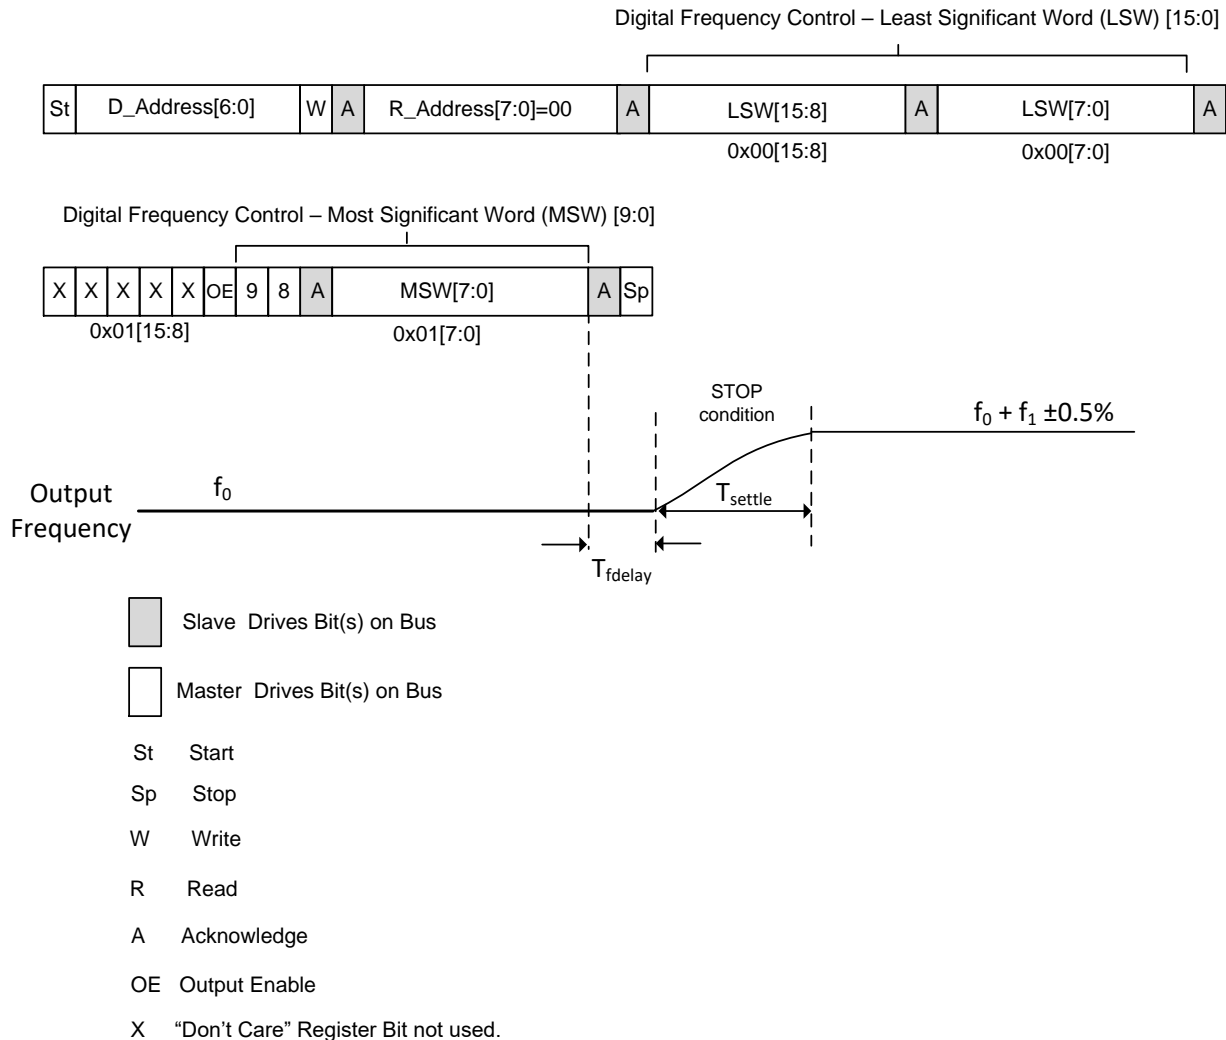 Digital Frequency Control – Least Significant Word (LSW) [15:0]
St D_Address[6:0] W A R_Address[7:0]=00 A LSW[15:8] A LSW[7:0] A
0x00[15:8] 0x00[7:0]
Digital Frequency Control – Most Significant Word (MSW) [9:0]
X X X X X OE 9 8 A MSW[7:0] A Sp
0x01[15:8] 0x01[7:0]
STOP
condition
f₀ + f₁ ±0.5%
Output
Frequency
f₀
Tsettle
Tfdelay
Slave Drives Bit(s) on Bus
Master Drives Bit(s) on Bus
St Start
Sp Stop
W Write
R Read
A Acknowledge
OE Output Enable
X “Don’t Care” Register Bit not used.